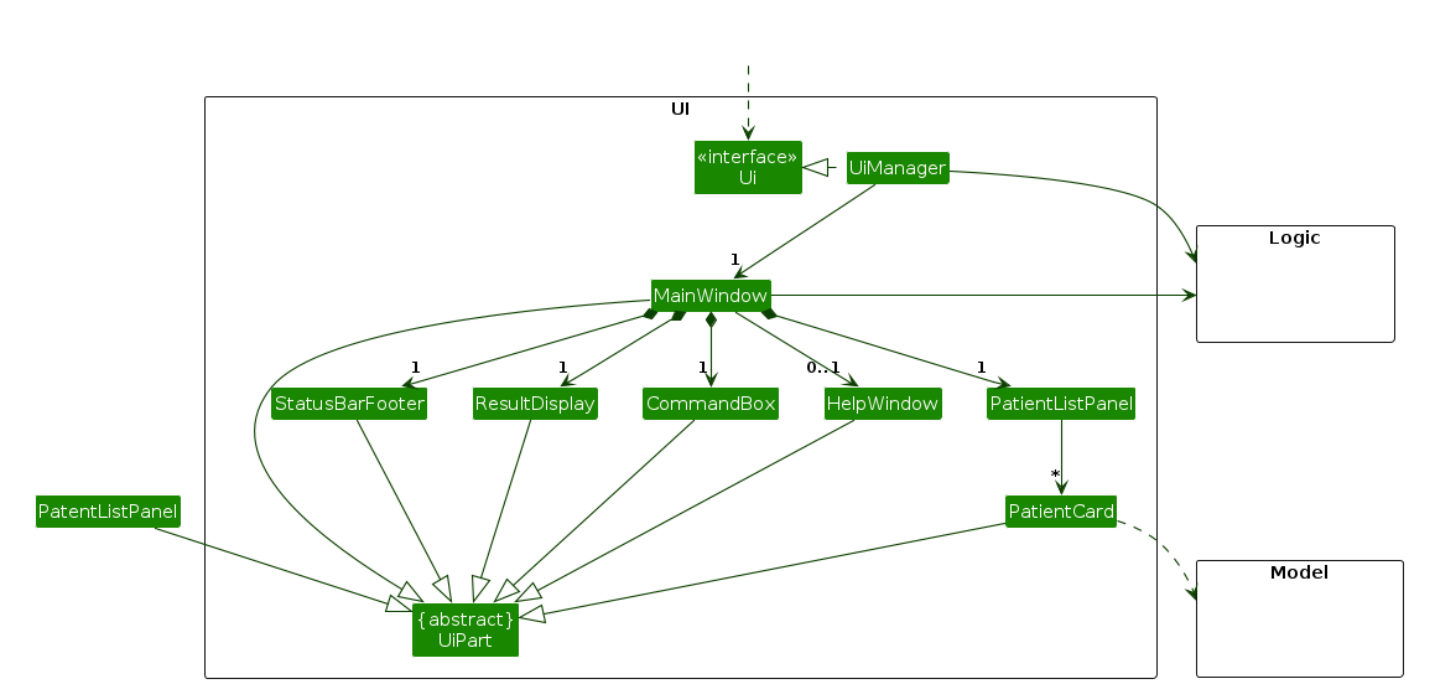 UI
«interface»
Ui
UiManager
Logic
1
MainWindow
1
1
1
0..1
1
StatusBarFooter
ResultDisplay
CommandBox
HelpWindow
PatientListPanel
*
PatentListPanel
PatientCard
Model
{abstract}
UiPart